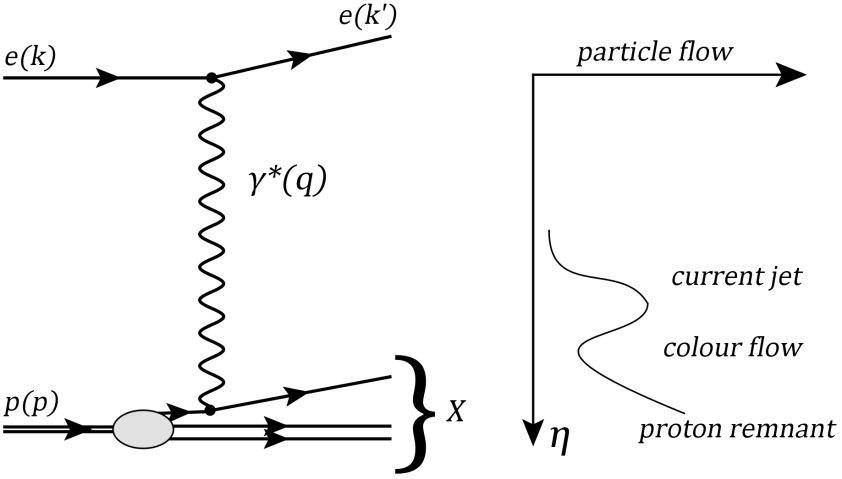 e(k')
e(k)
particle flow
γ*(q)
current jet
colour flow
p(p)
X
proton remnant
η